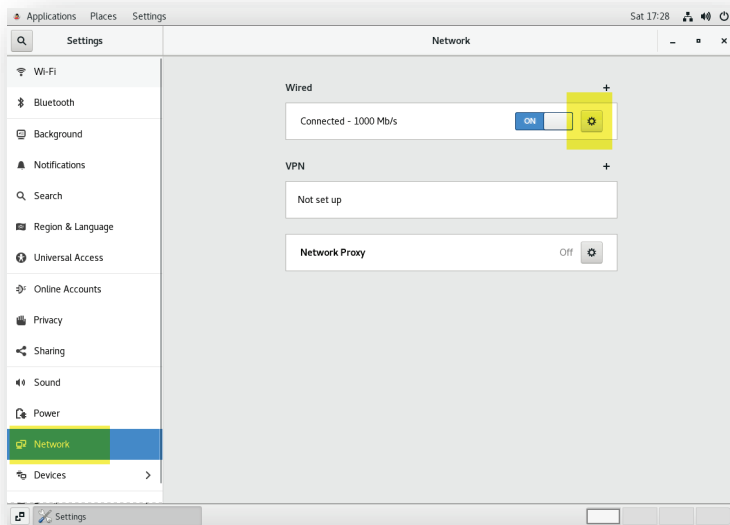 Applications Places Settings Sat 17:28
Settings Network
Wi-Fi
Bluetooth
Background
Notifications
Search
Region & Language
Universal Access
Online Accounts
Privacy
Sharing
Sound
Power
Network
Devices
Wired
Connected - 1000 Mb/s ON
VPN
Not set up
Network Proxy Off
Settings